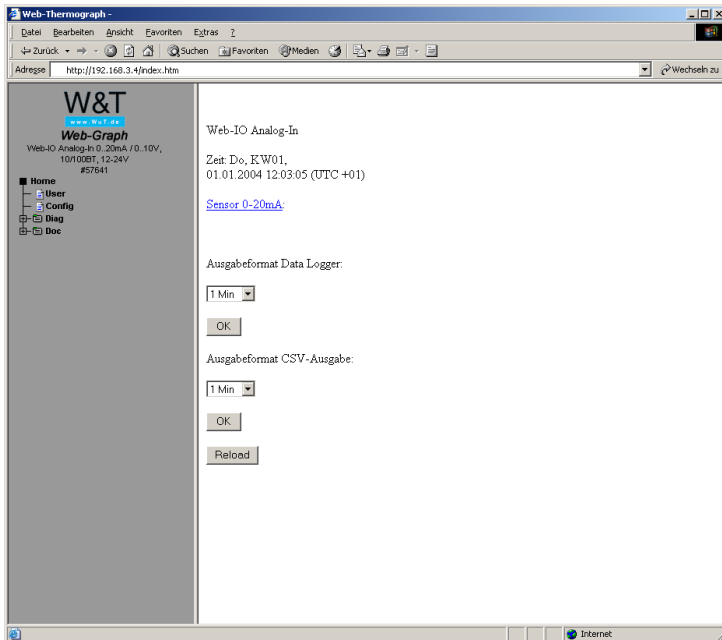 Web-Thermograph -
Datei Bearbeiten Ansicht Favoriten Extras ?
Zurück Suchen Favoriten Medien
Adresse http://192.168.3.4/index.htm Wechseln zu
W&T
www.WuT.de
Web-Graph
Web-IO Analog-In 0..20mA / 0..10V,
10/100BT, 12-24V
#57641
Home
User
Config
Diag
Doc
Web-IO Analog-In
Zeit: Do, KW01,
01.01.2004 12:03:05 (UTC +01)
Sensor 0-20mA:
Ausgabeformat Data Logger:
1 Min
OK
Ausgabeformat CSV-Ausgabe:
1 Min
OK
Reload
Internet